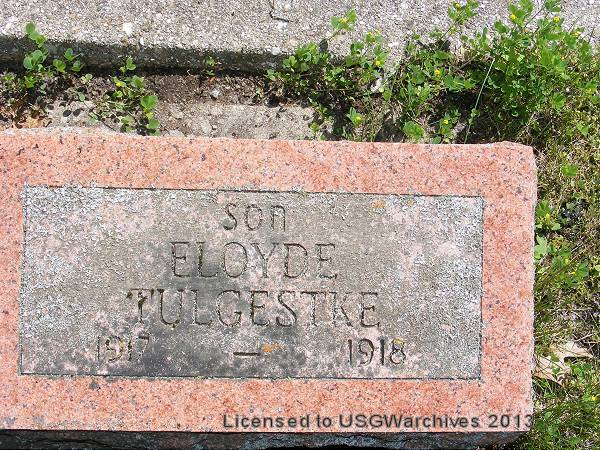 Son
ELOYDE
TULGESTKE
1917 – 1918
Licensed to USGWarchives 2013